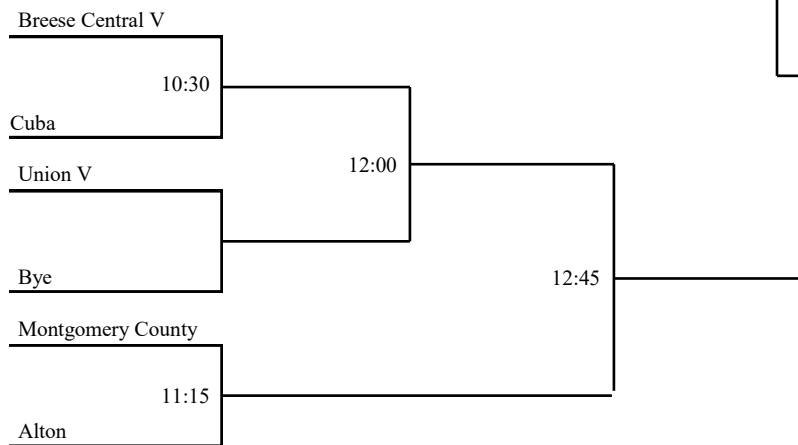 Breese Central V
10:30
Cuba
12:00
Union V
Bye
12:45
Montgomery County
11:15
Alton